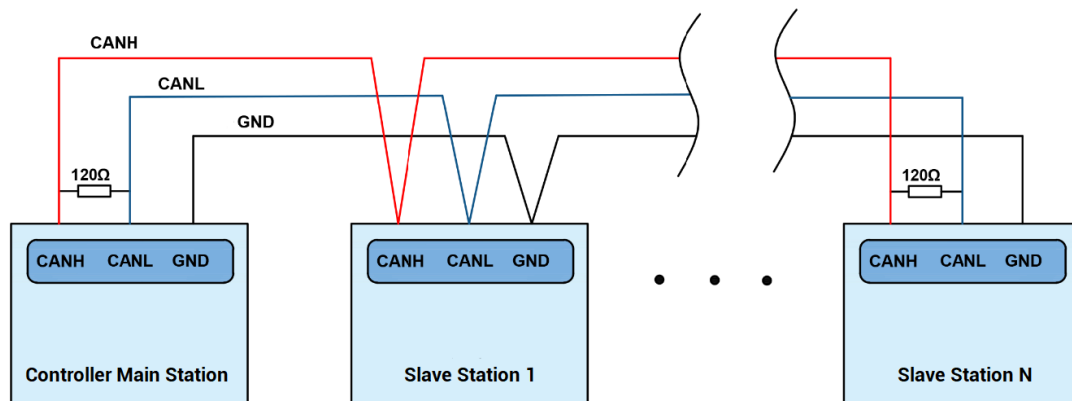 CANH
CANL
GND
120Ω
120Ω
CANH CANL GND
CANH CANL GND
CANH CANL GND
Controller Main Station
Slave Station 1
Slave Station N